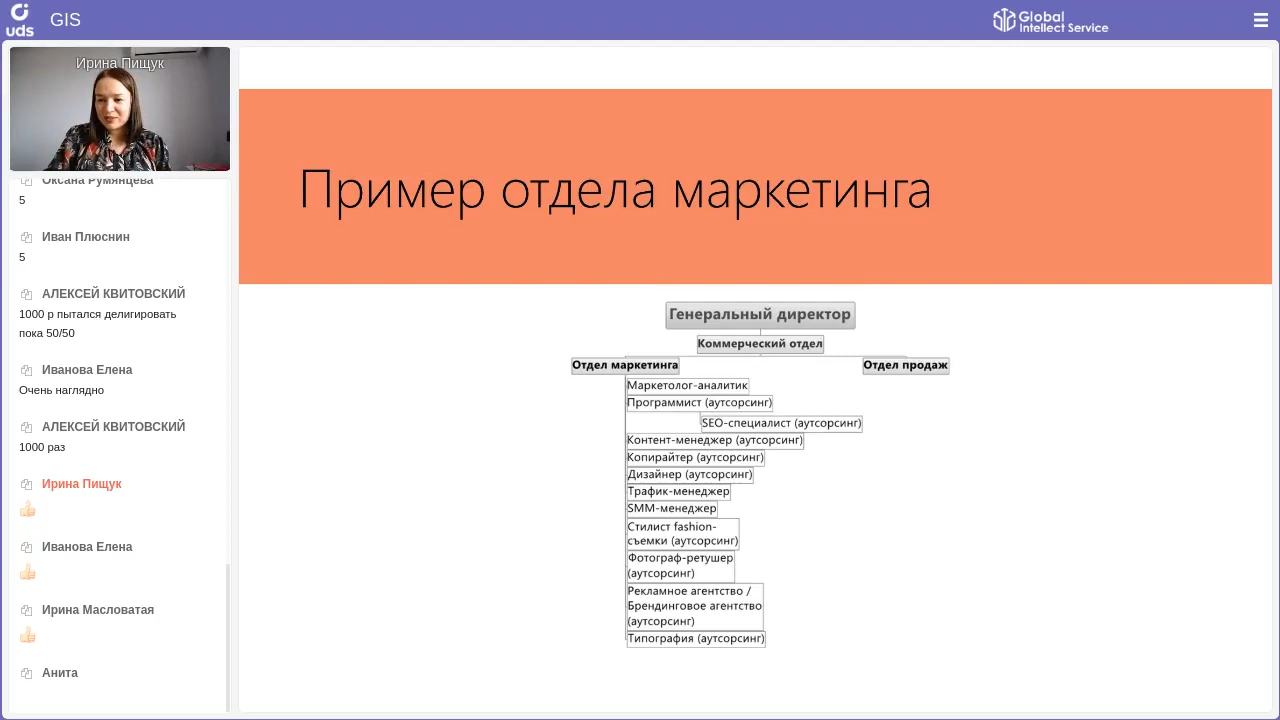 uds
GIS
Global
Intellect Service
Ирина Пищук
Оксана Румянцева
5
Иван Плюснин
5
АЛЕКСЕЙ КВИТОВСКИЙ
1000 р пытался делигировать
пока 50/50
Иванова Елена
Очень наглядно
АЛЕКСЕЙ КВИТОВСКИЙ
1000 раз
Ирина Пищук
Иванова Елена
Ирина Масловатая
Анита
Пример отдела маркетинга
Генеральный директор
Коммерческий отдел
Отдел маркетинга
Отдел продаж
Маркетолог-аналитик
Программист (аутсорсинг)
SEO-специалист (аутсорсинг)
Контент-менеджер (аутсорсинг)
Копирайтер (аутсорсинг)
Дизайнер (аутсорсинг)
Трафик-менеджер
SMM-менеджер
Стилист fashion-
съемки (аутсорсинг)
Фотограф-ретушер
(аутсорсинг)
Рекламное агентство /
Брендинговое агентство
(аутсорсинг)
Типография (аутсорсинг)